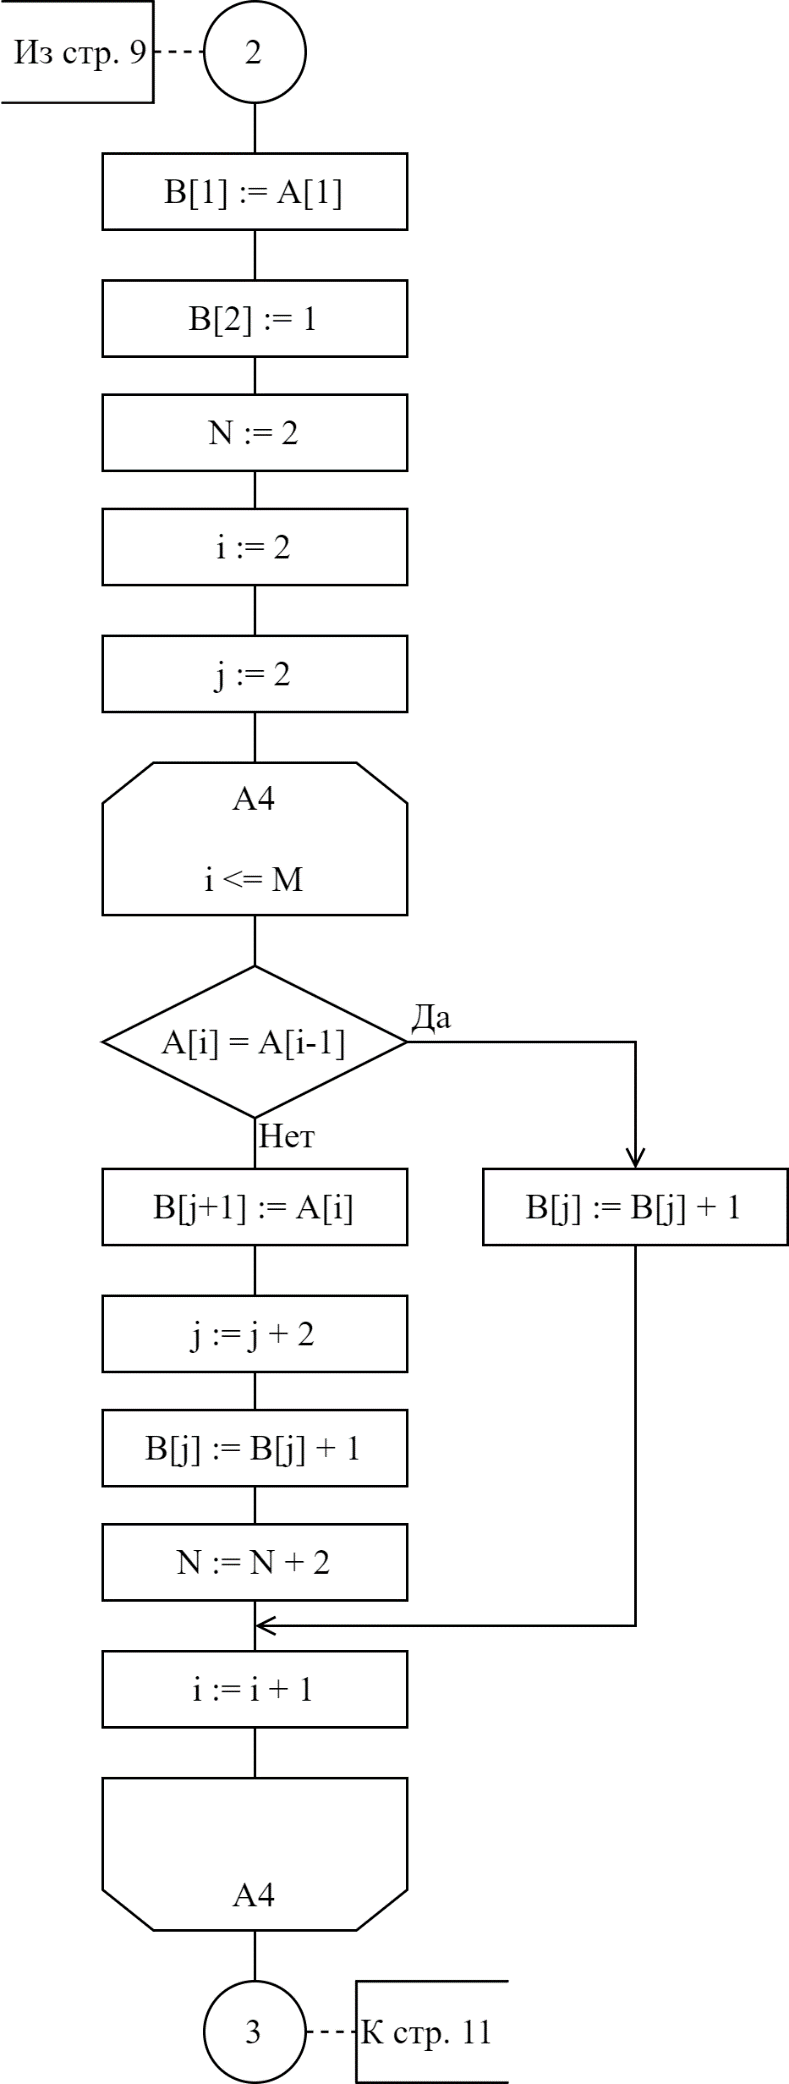 Из стр. 9
2
B[1] := A[1]
B[2] := 1
N := 2
i := 2
j := 2
A4
i <= M
A[i] = A[i-1]
Да
Нет
B[j+1] := A[i]
B[j] := B[j] + 1
j := j + 2
B[j] := B[j] + 1
N := N + 2
i := i + 1
A4
3
К стр. 11